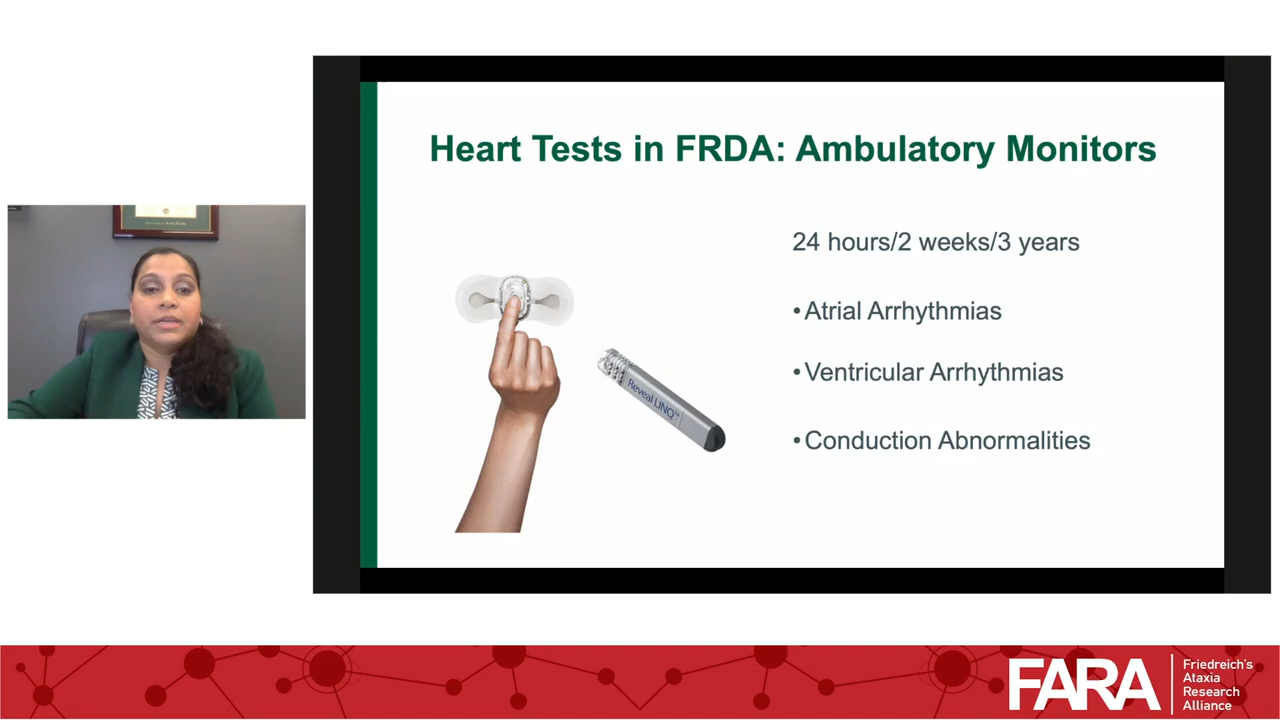 Heart Tests in FRDA: Ambulatory Monitors
24 hours/2 weeks/3 years
•Atrial Arrhythmias
•Ventricular Arrhythmias
•Conduction Abnormalities
Reveal LINQ™
FARA
Friedreich's
Ataxia
Research
Alliance